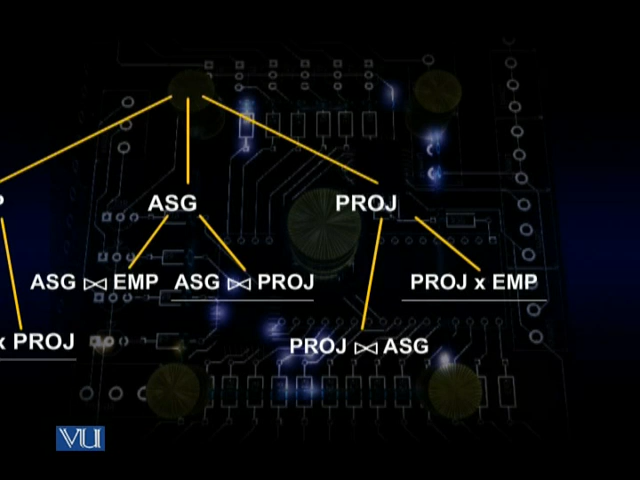 P ASG PROJ
ASG ⋈ EMP ASG ⋈ PROJ PROJ x EMP
x PROJ PROJ ⋈ ASG
VU